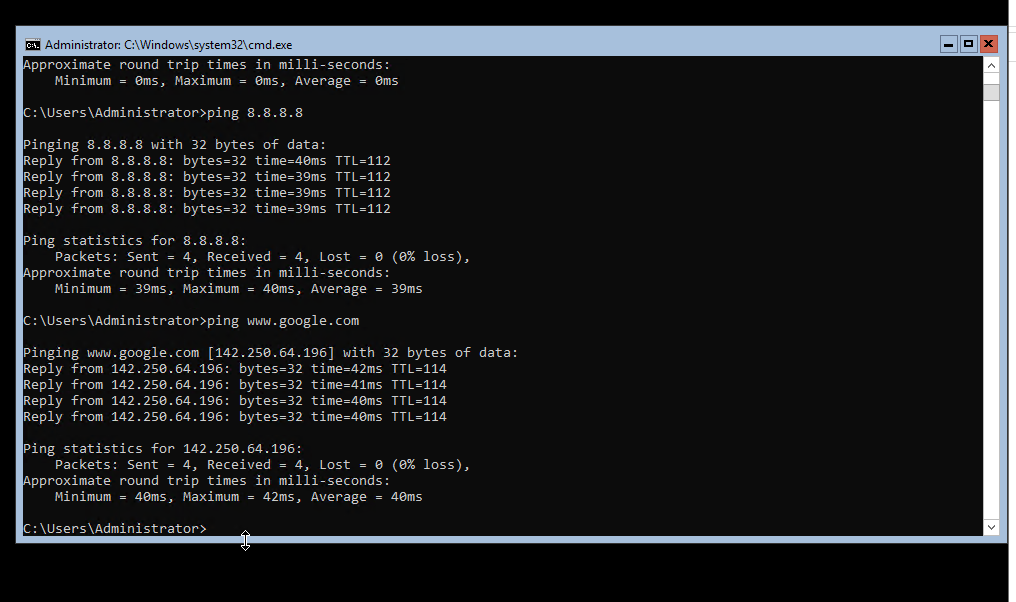 Administrator: C:\Windows\system32\cmd.exe
Approximate round trip times in milli-seconds:
    Minimum = 0ms, Maximum = 0ms, Average = 0ms

C:\Users\Administrator>ping 8.8.8.8

Pinging 8.8.8.8 with 32 bytes of data:
Reply from 8.8.8.8: bytes=32 time=40ms TTL=112
Reply from 8.8.8.8: bytes=32 time=39ms TTL=112
Reply from 8.8.8.8: bytes=32 time=39ms TTL=112
Reply from 8.8.8.8: bytes=32 time=39ms TTL=112

Ping statistics for 8.8.8.8:
    Packets: Sent = 4, Received = 4, Lost = 0 (0% loss),
Approximate round trip times in milli-seconds:
    Minimum = 39ms, Maximum = 40ms, Average = 39ms

C:\Users\Administrator>ping www.google.com

Pinging www.google.com [142.250.64.196] with 32 bytes of data:
Reply from 142.250.64.196: bytes=32 time=42ms TTL=114
Reply from 142.250.64.196: bytes=32 time=41ms TTL=114
Reply from 142.250.64.196: bytes=32 time=40ms TTL=114
Reply from 142.250.64.196: bytes=32 time=40ms TTL=114

Ping statistics for 142.250.64.196:
    Packets: Sent = 4, Received = 4, Lost = 0 (0% loss),
Approximate round trip times in milli-seconds:
    Minimum = 40ms, Maximum = 42ms, Average = 40ms

C:\Users\Administrator>